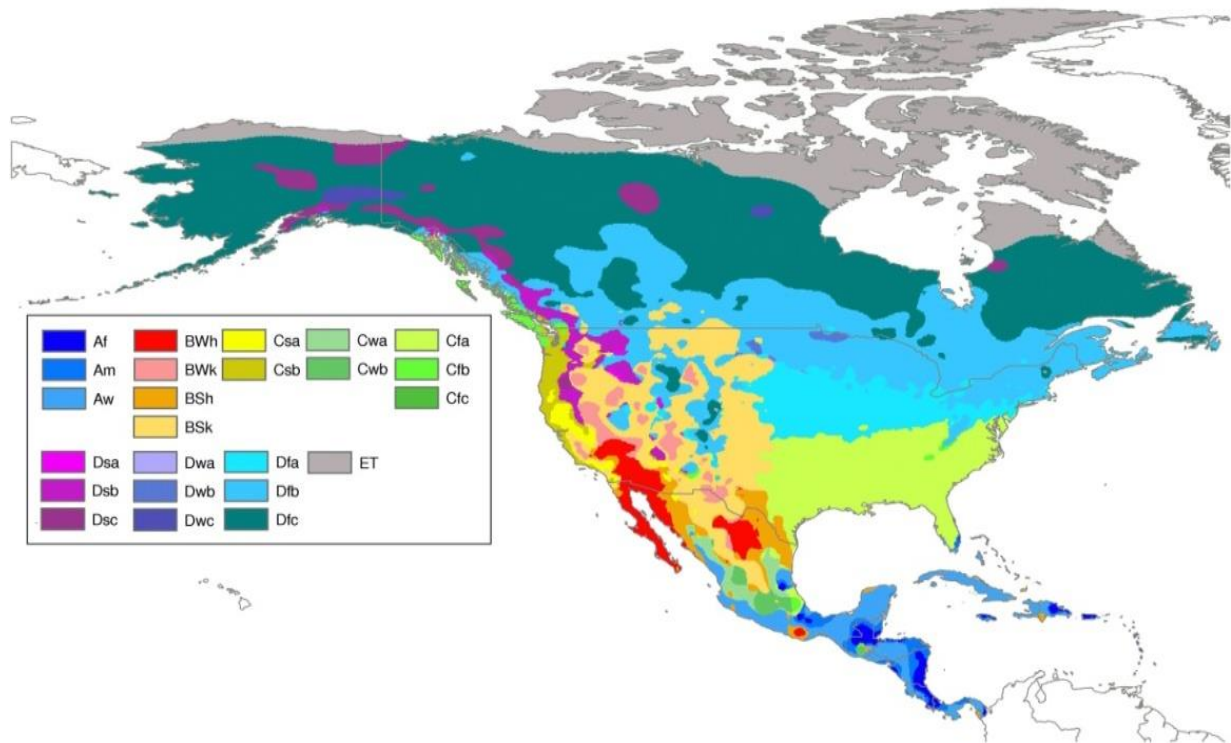 Af BWh Csa Cwa Cfa
Am BWk Csb Cwb Cfb
Aw BSh Cfc
BSk
Dsa Dwa Dfa ET
Dsb Dwb Dfb
Dsc Dwc Dfc